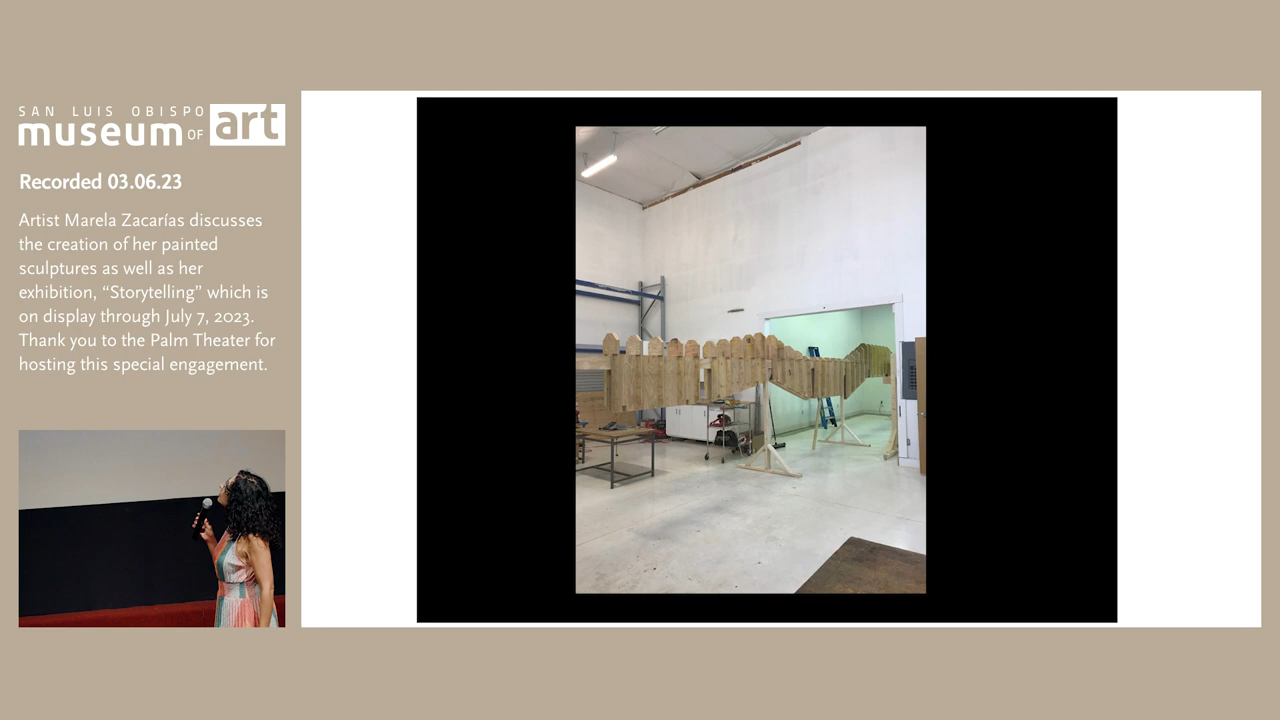 SAN LUIS OBISPO
museum OF art
Recorded 03.06.23
Artist Marela Zacarías discusses
the creation of her painted
sculptures as well as her
exhibition, “Storytelling” which is
on display through July 7, 2023.
Thank you to the Palm Theater for
hosting this special engagement.